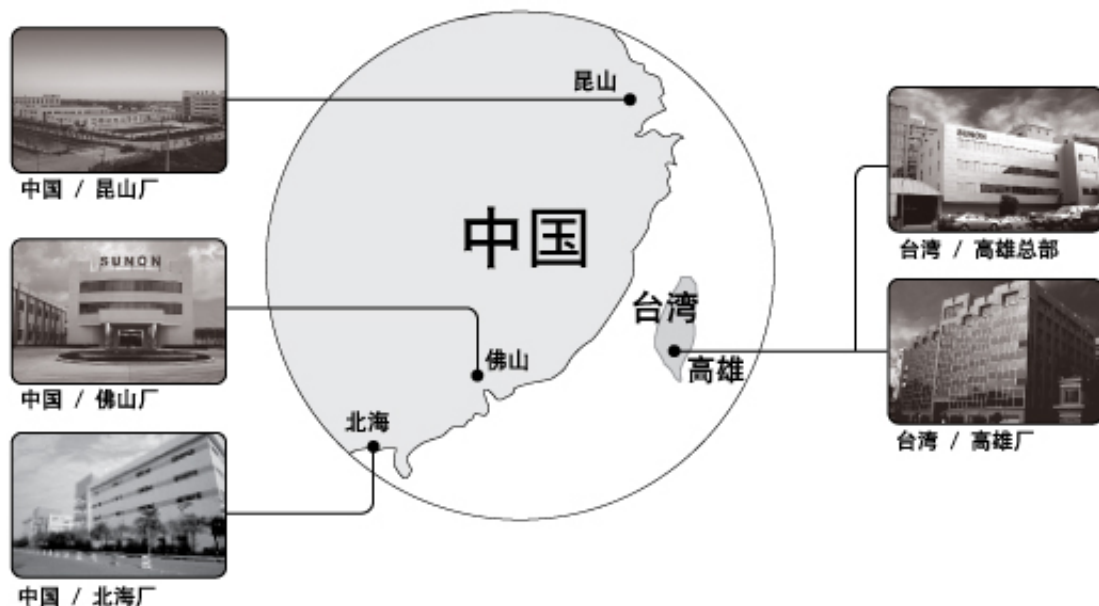 昆山
中国 / 昆山厂
SUNON
台湾 / 高雄总部
中国
SUNON
中国 / 佛山厂
台湾
高雄
佛山
台湾 / 高雄厂
北海
中国 / 北海厂